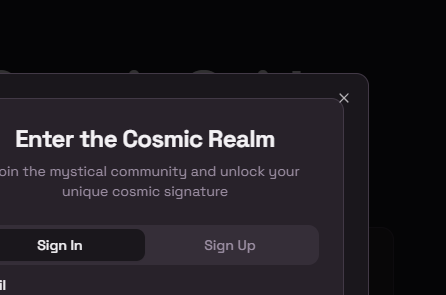 Enter the Cosmic Realm
oin the mystical community and unlock your
unique cosmic signature
Sign In
Sign Up
il